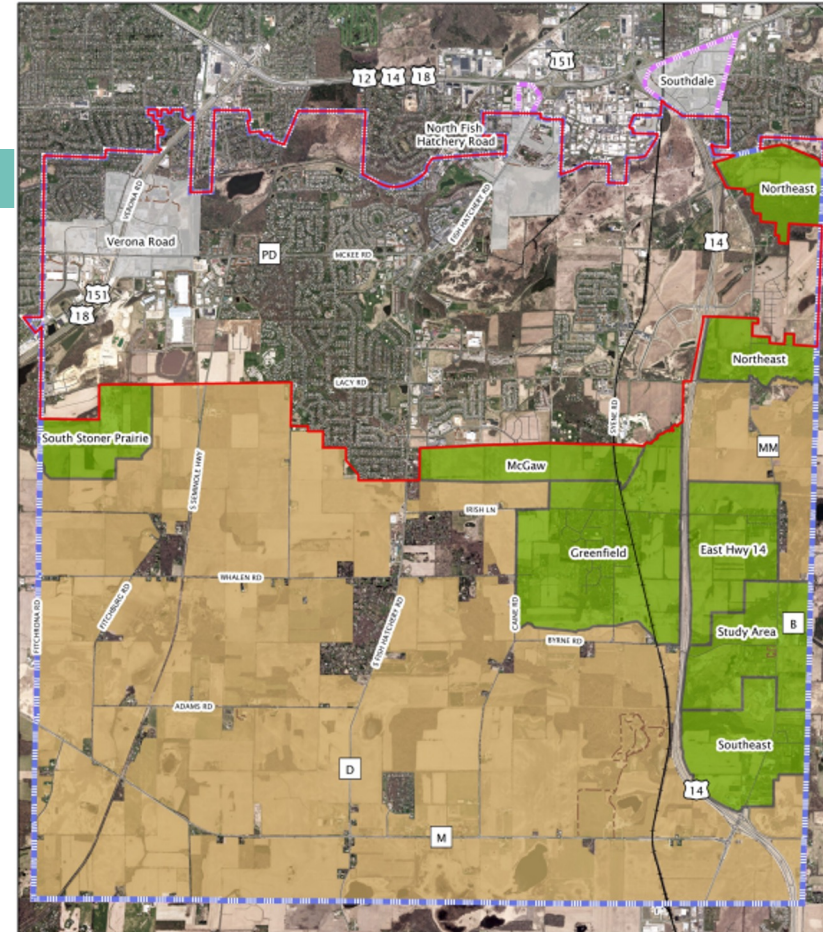 151
12 14 18
Southdale
North Fish
Hatchery Road
Northeast
VERONA RD
FISH HATCHERY RD
Verona Road
14
PD
MCKEE RD
151
18
Northeast
LACY RD
SYENE RD
South Stoner Prairie
MM
McGaw
S SEMINOLE HWY
IRISH LN
Greenfield
East Hwy 14
WHALEN RD
FITCHBURG RD
FITCHRONA RD
S FISH HATCHERY RD
CAINE RD
B
Study Area
BYRNE RD
ADAMS RD
Southeast
D
14
M